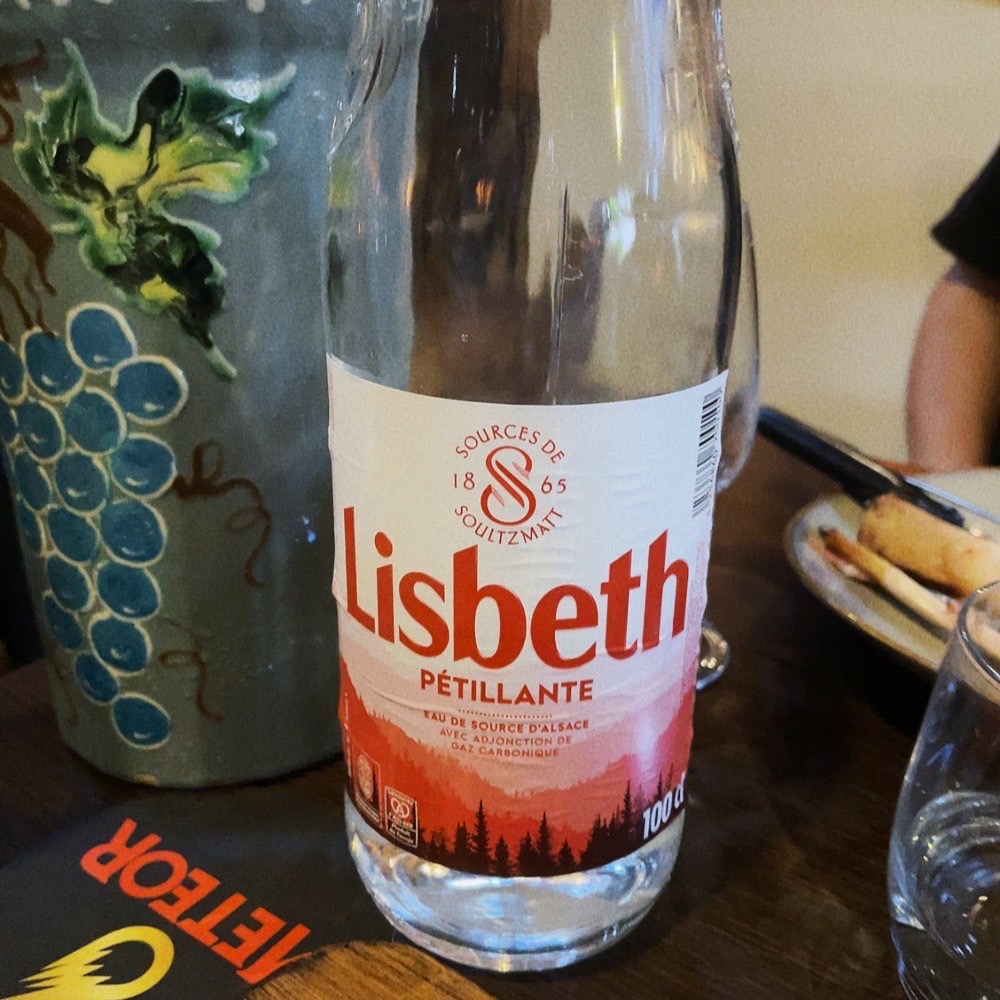 SOURCES DE
18 65
SOULTZMATT
Lisbeth
PÉTILLANTE
EAU DE SOURCE D'ALSACE
AVEC ADJONCTION DE
GAZ CARBONIQUE
100 cl
METEOR